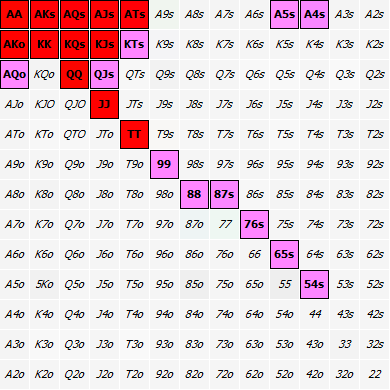 AA AKs AQs AJs ATs A9s A8s A7s A6s A5s A4s A3s A2s
AKo KK KQs KJs KTs K9s K8s K7s K6s K5s K4s K3s K2s
AQo KQo QQ QJs QTs Q9s Q8s Q7s Q6s Q5s Q4s Q3s Q2s
AJo KJO QJO JJ JTs J9s J8s J7s J6s J5s J4s J3s J2s
ATo KTo QTO JTo TT T9s T8s T7s T6s T5s T4s T3s T2s
A9o K9o Q9o J9o T9o 99 98s 97s 96s 95s 94s 93s 92s
A8o K8o Q8o J8o T8o 98o 88 87s 86s 85s 84s 83s 82s
A7o K7o Q7o J7o T7o 97o 87o 77 76s 75s 74s 73s 72s
A6o K6o Q6o J6o T6o 96o 86o 76o 66 65s 64s 63s 62s
A5o 5Ko Q5o J5o T5o 95o 85o 75o 65o 55 54s 53s 52s
A4o K4o Q4o J4o T4o 94o 84o 74o 64o 54o 44 43s 42s
A3o K3o Q3o J3o T3o 93o 83o 73o 63o 53o 43o 33 32s
A2o K2o Q2o J2o T2o 92o 82o 72o 62o 52o 42o 32o 22